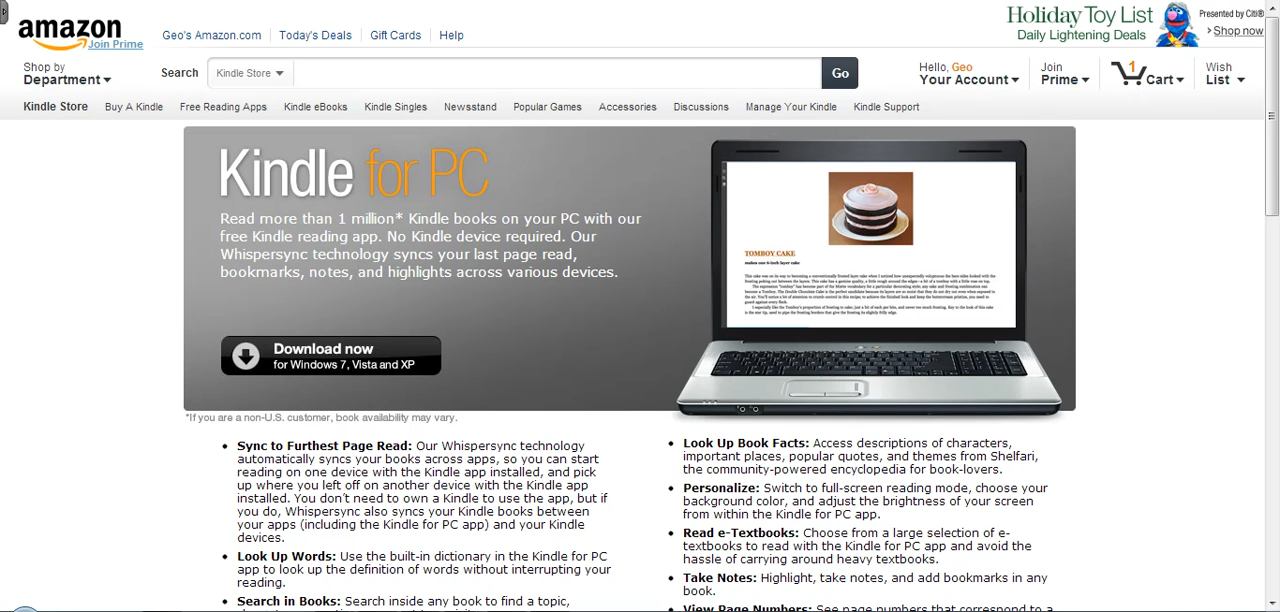 amazon
Join Prime
Geo's Amazon.com
Today's Deals
Gift Cards
Help
Holiday Toy List
Daily Lightening Deals
Presented by Citi®
Shop now
Shop by
Department
Search
Kindle Store
Go
Hello, Geo
Your Account
Join
Prime
1
Cart
Wish
List
Kindle Store
Buy A Kindle
Free Reading Apps
Kindle eBooks
Kindle Singles
Newsstand
Popular Games
Accessories
Discussions
Manage Your Kindle
Kindle Support
Kindle for PC
Read more than 1 million* Kindle books on your PC with our
free Kindle reading app. No Kindle device required. Our
Whispersync technology syncs your last page read,
bookmarks, notes, and highlights across various devices.
TOMBOY CAKE
makes one 6-inch layer cake
Download now
for Windows 7, Vista and XP
*If you are a non-U.S. customer, book availability may vary.
• Sync to Furthest Page Read: Our Whispersync technology
automatically syncs your books across apps, so you can start
reading on one device with the Kindle app installed, and pick
up where you left off on another device with the Kindle app
installed. You don't need to own a Kindle to use the app, but if
you do, Whispersync also syncs your Kindle books between
your apps (including the Kindle for PC app) and your Kindle
devices.
• Look Up Words: Use the built-in dictionary in the Kindle for PC
app to look up the definition of words without interrupting your
reading.
• Search in Books: Search inside any book to find a topic,
• Look Up Book Facts: Access descriptions of characters,
important places, popular quotes, and themes from Shelfari,
the community-powered encyclopedia for book-lovers.
• Personalize: Switch to full-screen reading mode, choose your
background color, and adjust the brightness of your screen
from within the Kindle for PC app.
• Read e-Textbooks: Choose from a large selection of e-
textbooks to read with the Kindle for PC app and avoid the
hassle of carrying around heavy textbooks.
• Take Notes: Highlight, take notes, and add bookmarks in any
book.
• View Page Numbers: See page numbers that correspond to a